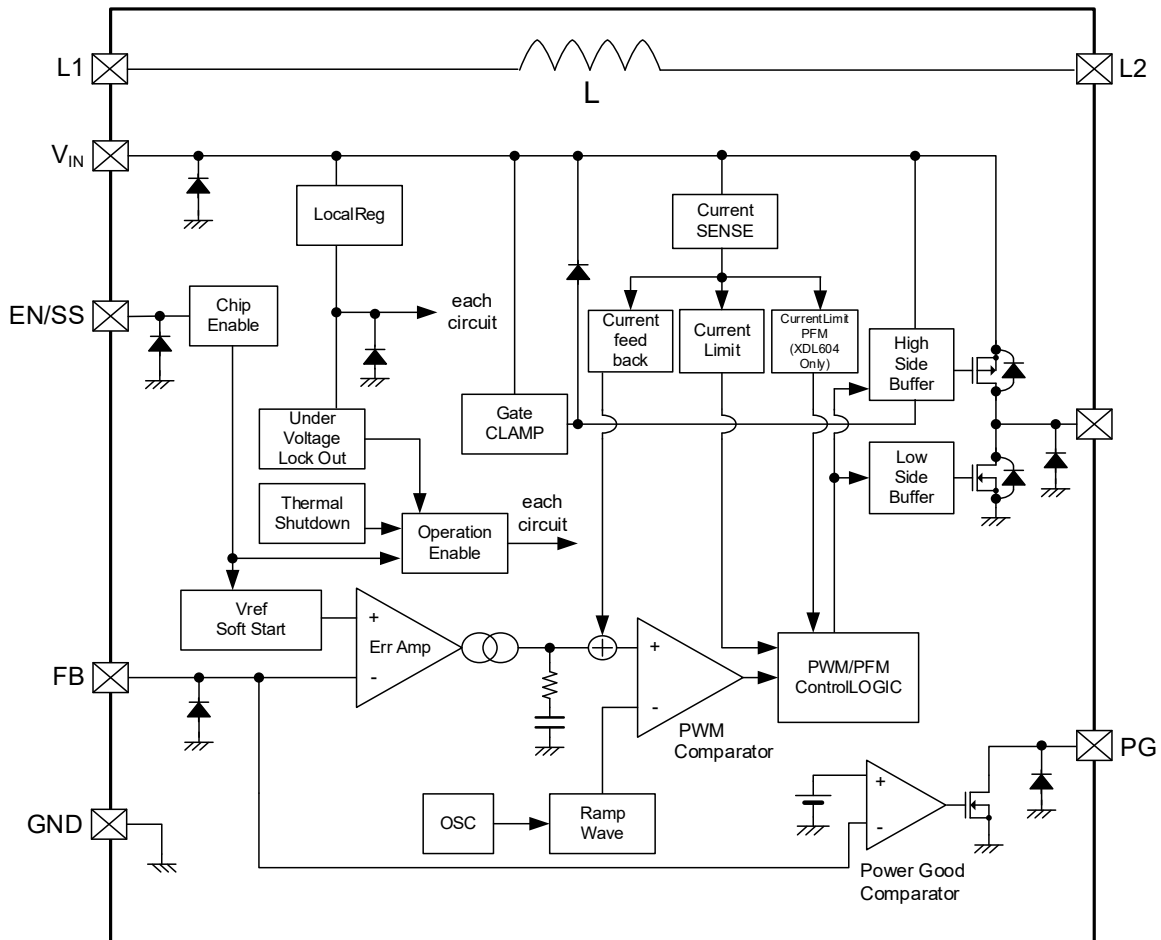 L1
L
L2
VIN
LocalReg
Current
SENSE
EN/SS
Chip
Enable
each
circuit
Current
feed
back
Current
Limit
CurrentLimit
PFM
(XDL604
Only)
High
Side
Buffer
Gate
CLAMP
Under
Voltage
Lock Out
Low
Side
Buffer
Thermal
Shutdown
Operation
Enable
each
circuit
Vref
Soft Start
+
Err Amp
-
+
-
PWM
Comparator
PWM/PFM
ControlLOGIC
FB
PG
GND
OSC
Ramp
Wave
+
-
Power Good
Comparator